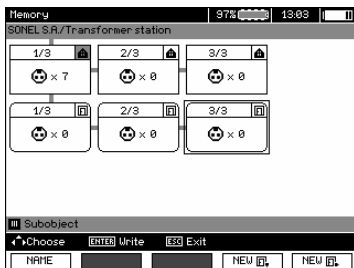 Memory 97% 13:03
SONEL S.A./Transformer station
1/3 2/3 3/3
× 7 × 0 × 0
1/3 2/3 3/3
× 0 × 0 × 0
Subobject
Choose ENTER Write ESC Exit
NAME NEW NEW